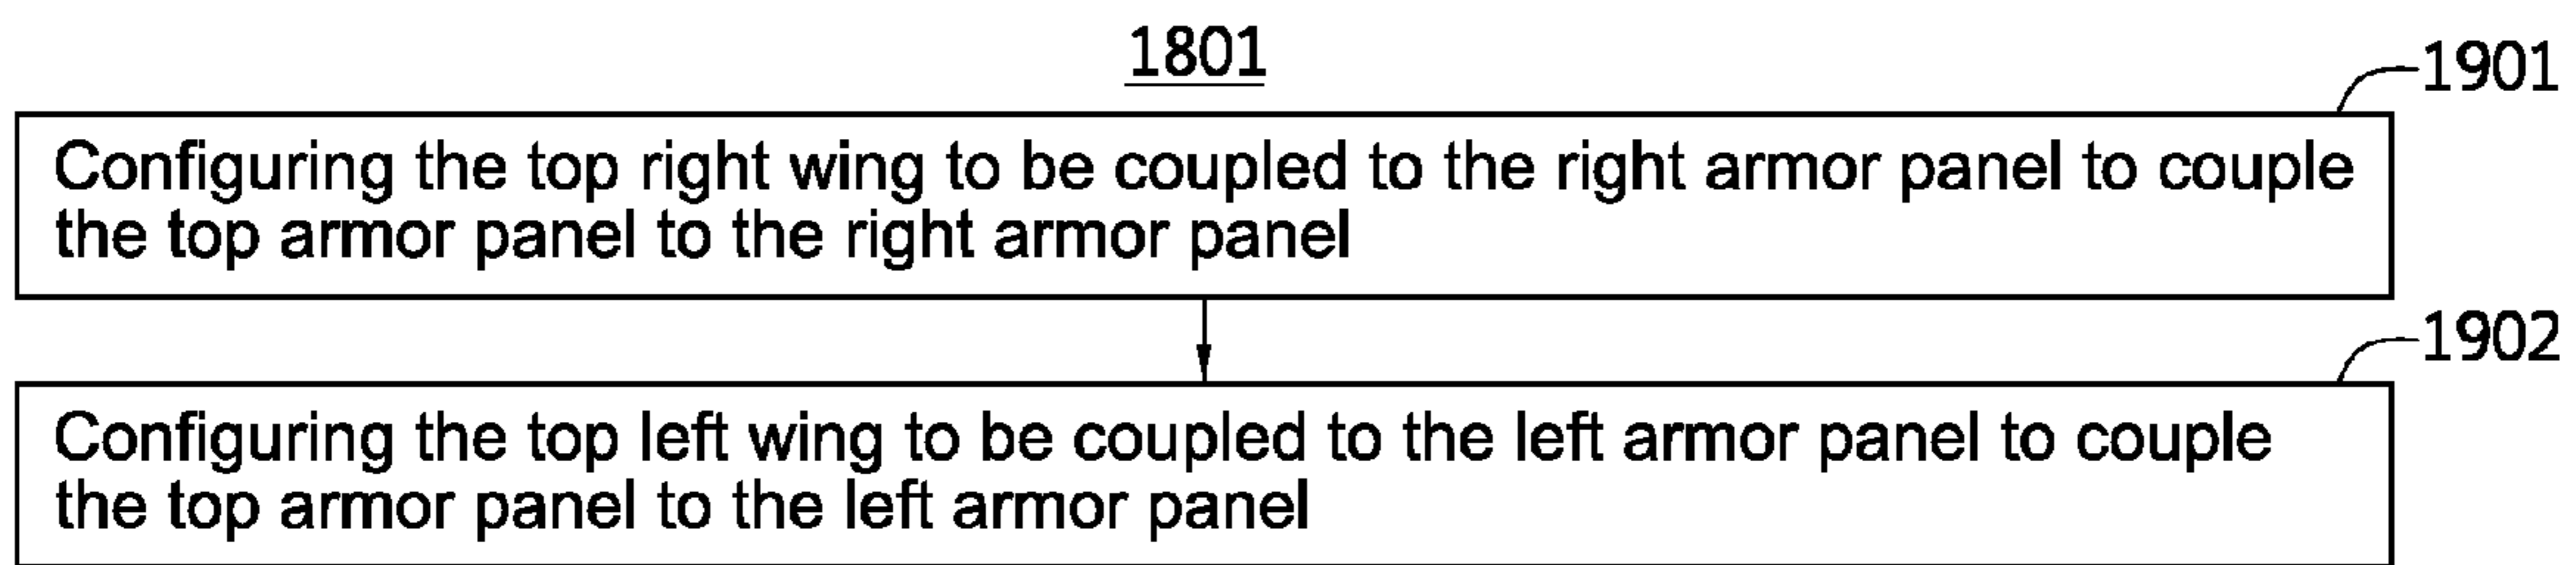 1801
1901
Configuring the top right wing to be coupled to the right armor panel to couple
the top armor panel to the right armor panel
1902
Configuring the top left wing to be coupled to the left armor panel to couple
the top armor panel to the left armor panel